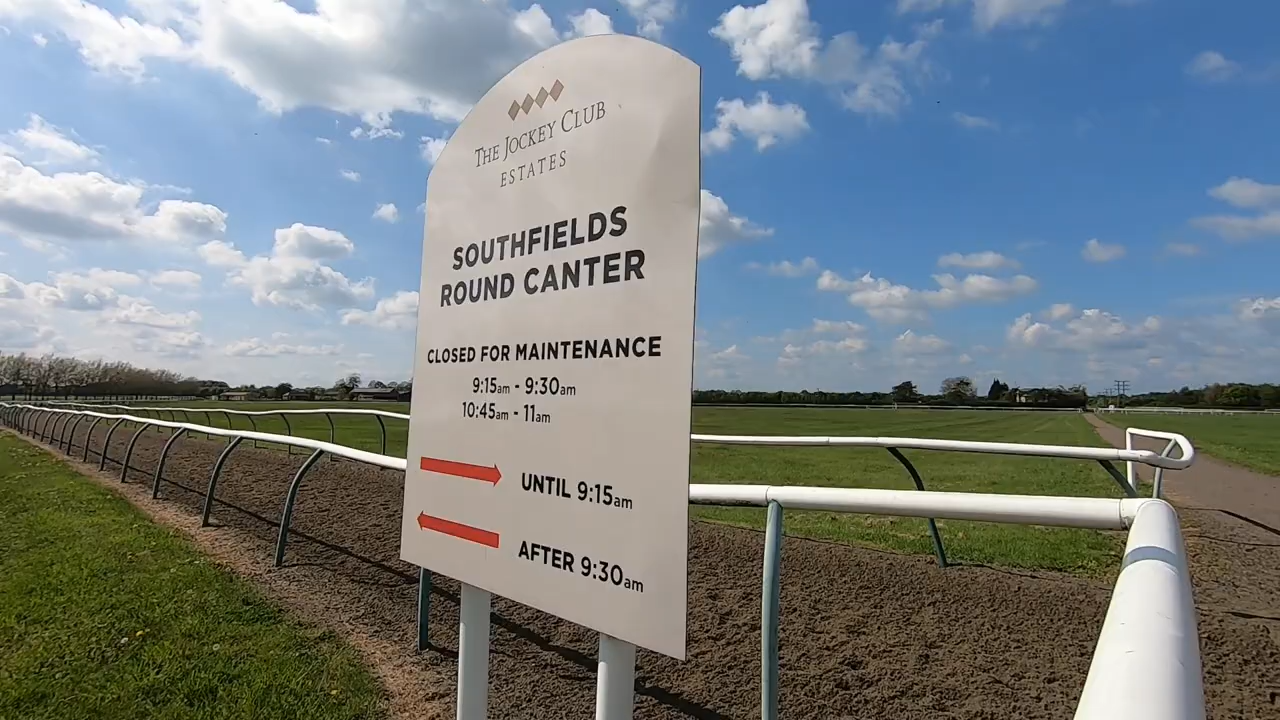 THE JOCKEY CLUB
ESTATES
SOUTHFIELDS
ROUND CANTER
CLOSED FOR MAINTENANCE
9:15am - 9:30am
10:45am - 11am
UNTIL 9:15am
AFTER 9:30am